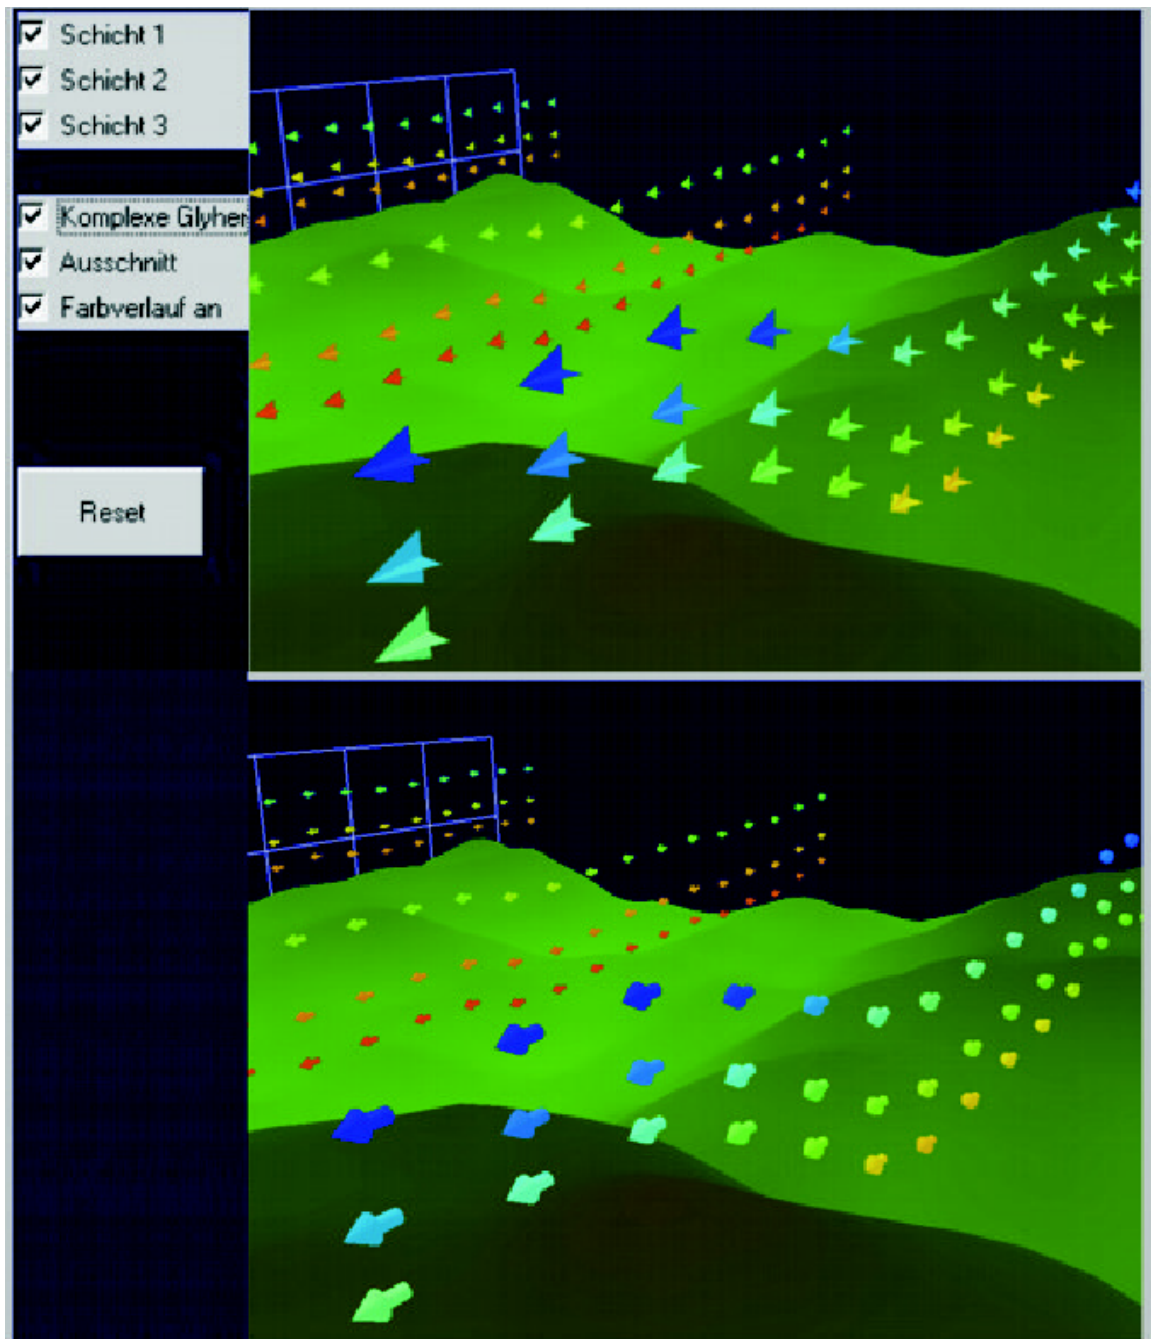 Schicht 1
Schicht 2
Schicht 3
Komplexe Glyhen
Ausschnitt
Farbverlauf an
Reset